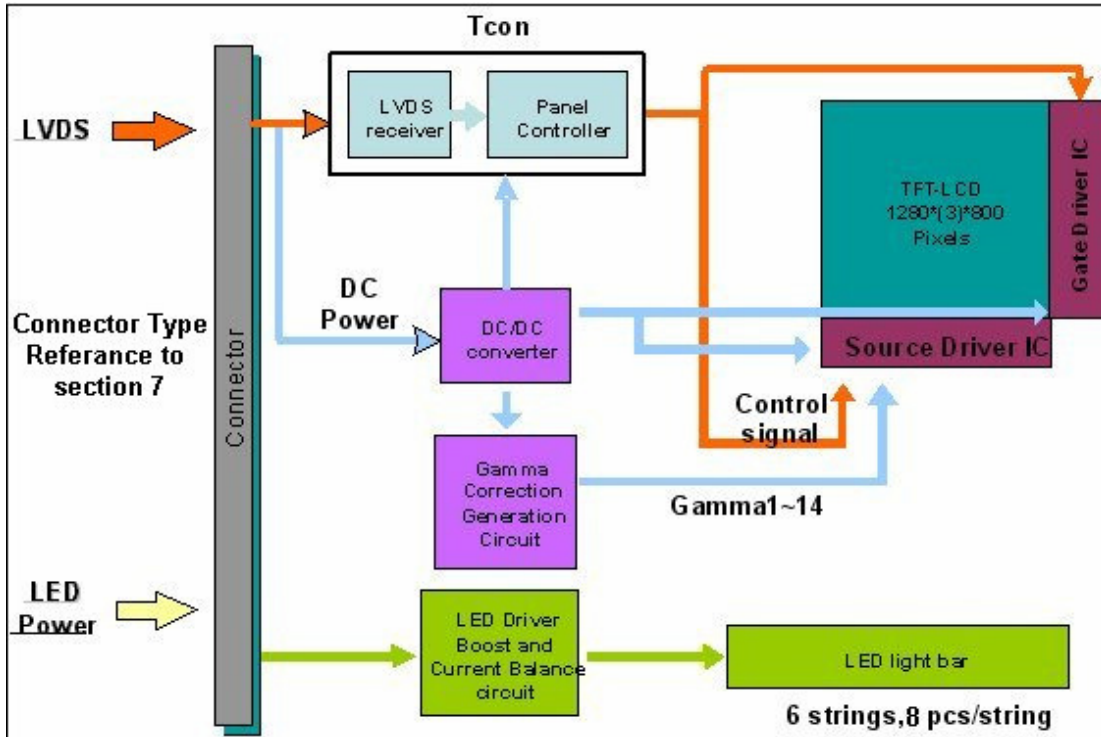 Tcon
LVDS
LVDS
receiver
Panel
Controller
TFT-LCD
1280*(3)*800
Pixels
Gate Driver IC
Connector Type
Referance to
section 7
Connector
DC
Power
DC/DC
converter
Source Driver IC
Control
signal
Gamma
Correction
Generation
Circuit
Gamma1~14
LED
Power
LED Driver
Boost and
Current Balance
circuit
LED light bar
6 strings,8 pcs/string